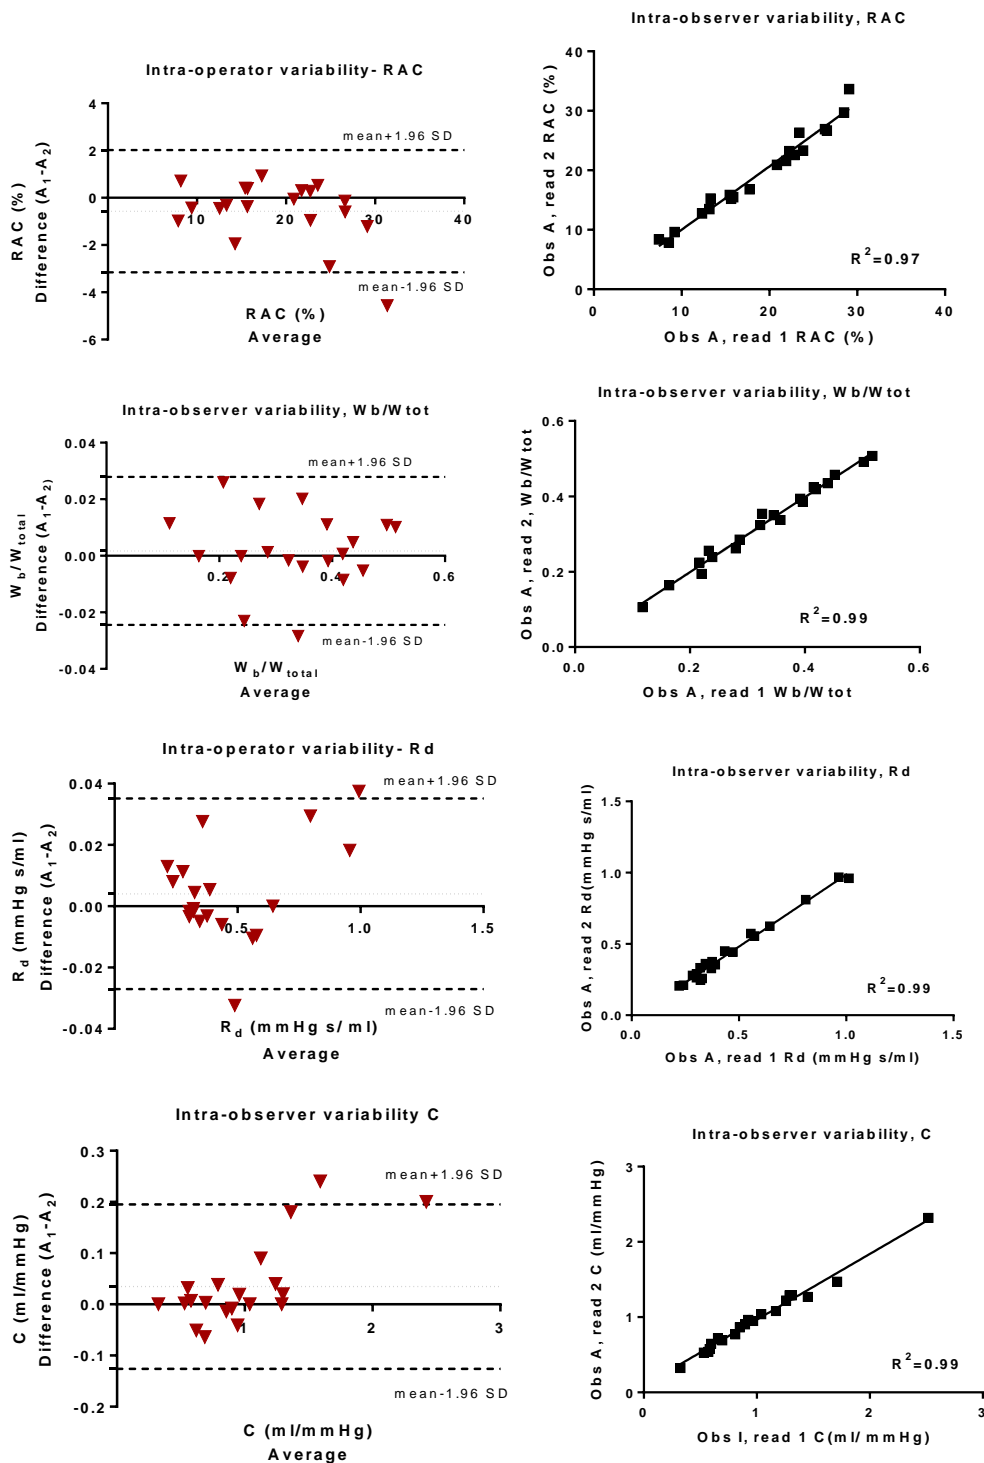 Intra-operator variability- RAC
4
2
0
-2
-4
-6
10
20
30
40
mean+1.96 SD
mean-1.96 SD
RAC (%)
Difference (A1-A2)
RAC (%)
Average
Intra-observer variability, RAC
40
30
20
10
0
0
10
20
30
40
Obs A, read 2 RAC (%)
R2=0.97
Obs A, read 1 RAC (%)
Intra-observer variability, Wb/Wtot
0.04
0.02
0.00
-0.02
-0.04
0.2
0.4
0.6
mean+1.96 SD
mean-1.96 SD
Wb/Wtotal
Difference (A1-A2)
Wb/Wtotal
Average
Intra-observer variability, Wb/Wtot
0.6
0.4
0.2
0.0
0.0
0.2
0.4
0.6
Obs A, read 2, Wb/Wtot
R2=0.99
Obs A, read 1 Wb/Wtot
Intra-operator variability- Rd
0.04
0.02
0.00
-0.02
-0.04
0.5
1.0
1.5
mean+1.96 SD
mean-1.96 SD
Rd (mmHg s/ml)
Difference (A1-A2)
Rd (mmHg s/ ml)
Average
Intra-observer variability, Rd
1.5
1.0
0.5
0.0
0.0
0.5
1.0
1.5
Obs A, read 2 Rd(mmHg s/ml)
R2=0.99
Obs A, read 1 Rd (mmHg s/ml)
Intra-observer variability C
0.3
0.2
0.1
0.0
-0.1
-0.2
1
2
3
mean+1.96 SD
mean-1.96 SD
C (ml/mmHg)
Difference (A1-A2)
C (ml/mmHg)
Average
Intra-observer variability, C
3
2
1
0
0
1
2
3
Obs A, read 2 C (ml/mmHg)
R2=0.99
Obs I, read 1 C(ml/ mmHg)